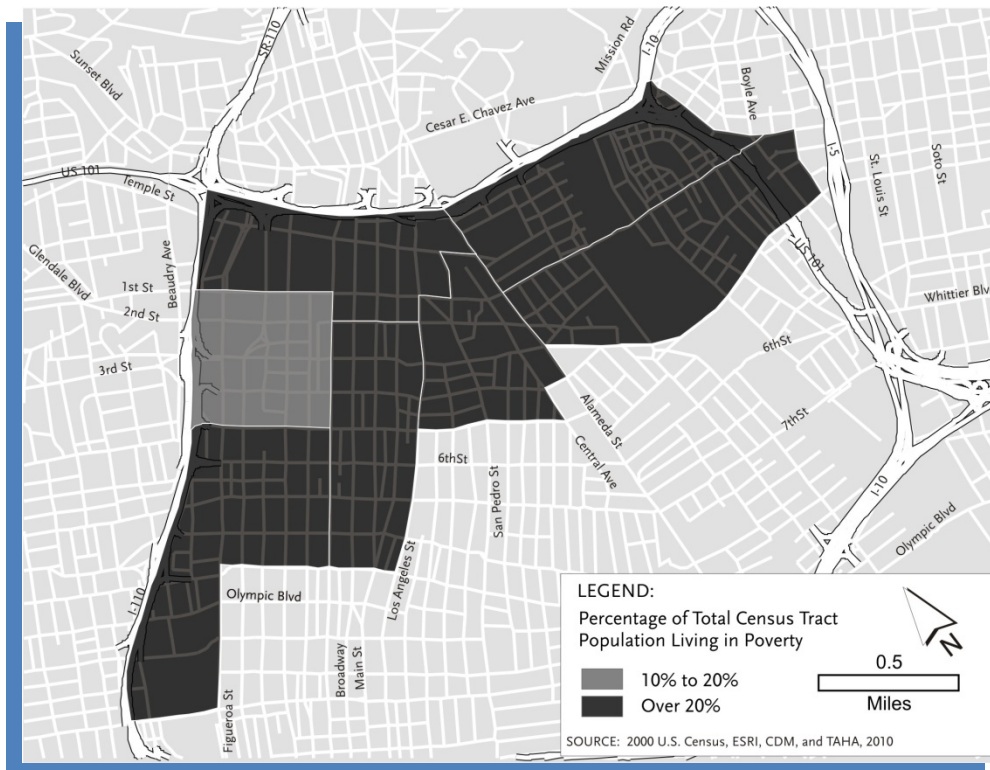 Sunset Blvd
SR-110
Mission Rd
I-10
Cesar E. Chavez Ave
Boyle Ave
I-5
St. Louis St
Soto St
US 101
Temple St
Beaudry Ave
Glendale Blvd
1st St
2nd St
3rd St
US 101
Whittier Blv
6thSt
7thSt
Alameda St
Central Ave
6thSt
San Pedro St
I-10
Olympic Blvd
I-110
Olympic Blvd
Los Angeles St
Broadway
Main St
Figueroa St
LEGEND:
Percentage of Total Census Tract
Population Living in Poverty
10% to 20%
Over 20%
N
0.5
Miles
SOURCE: 2000 U.S. Census, ESRI, CDM, and TAHA, 2010